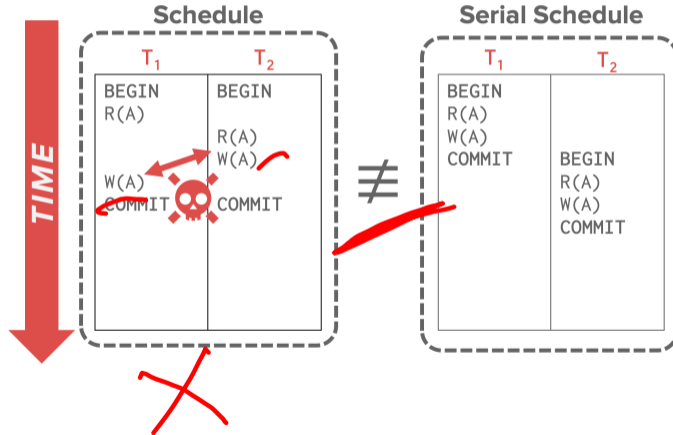 Schedule
T1 T2
BEGIN BEGIN
R(A)
R(A)
W(A)
W(A)
COMMIT COMMIT
TIME
≢
Serial Schedule
T1 T2
BEGIN
R(A)
W(A)
COMMIT BEGIN
R(A)
W(A)
COMMIT